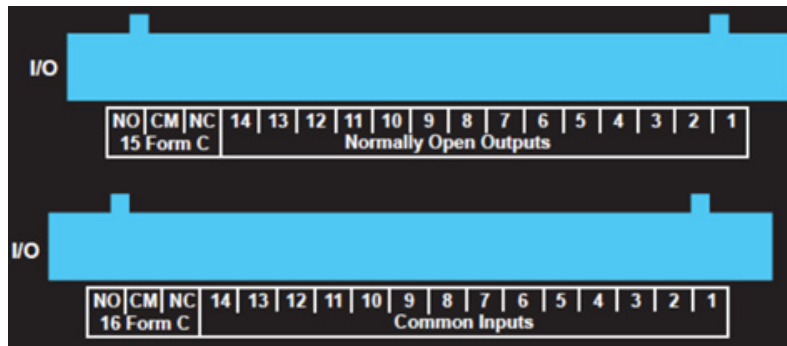 I/O
NO CM NC 14 13 12 11 10 9 8 7 6 5 4 3 2 1
15 Form C Normally Open Outputs
I/O
NO CM NC 14 13 12 11 10 9 8 7 6 5 4 3 2 1
16 Form C Common Inputs